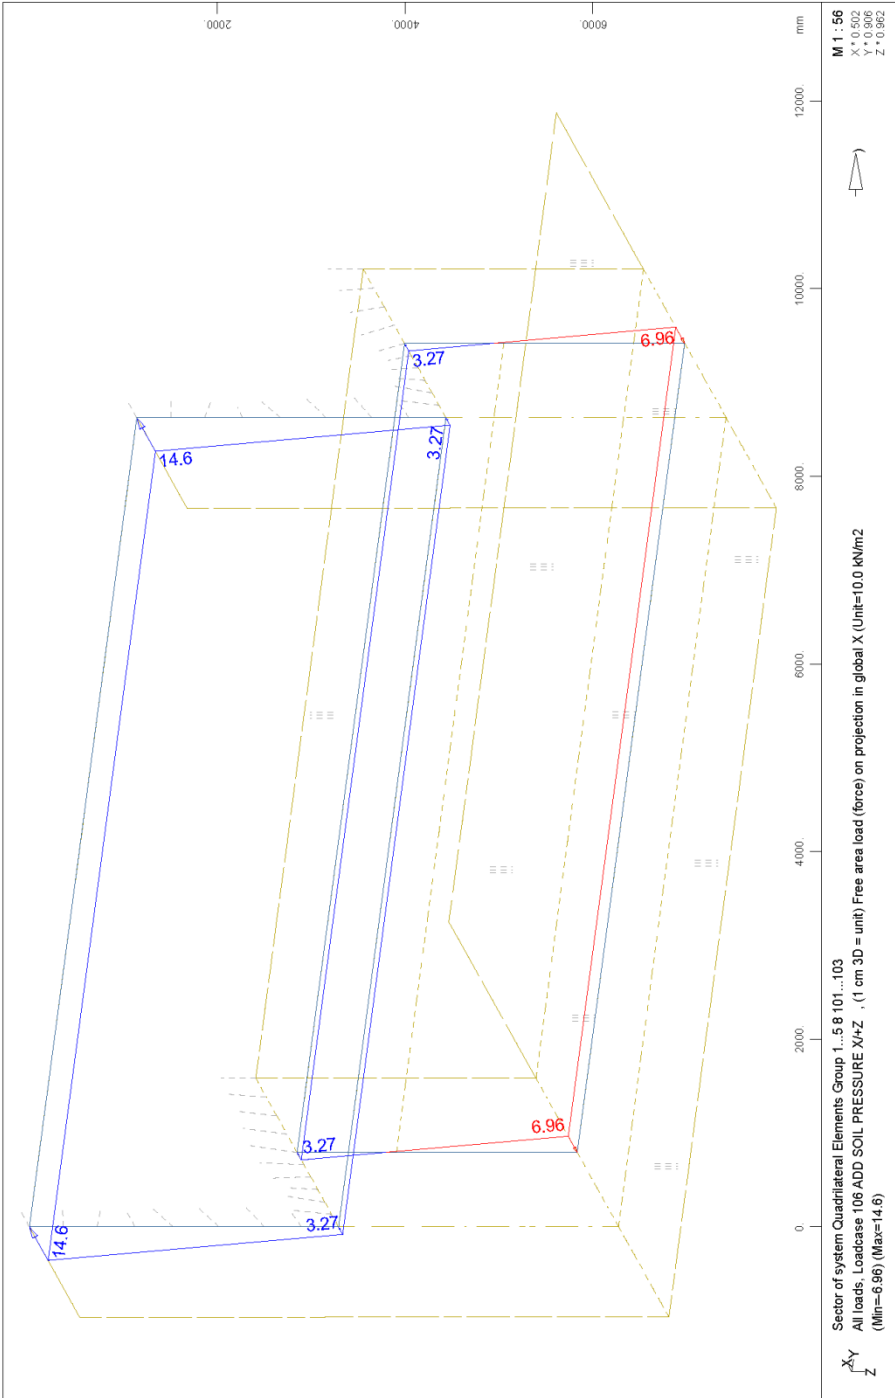 2000.
4000.
6000.
mm
12000.
10000.
8000.
6000.
4000.
2000.
0.
14.6
3.27
3.27
6.96
14.6
3.27
3.27
6.96
M 1 : 56
X * 0.502
Y * 0.906
Z * 0.962
X
Y
Z
Sector of system Quadrilateral Elements Group 1...5 8 101...103
All loads, Loadcase 106 ADD SOIL PRESSURE X/+Z , (1 cm 3D = unit) Free area load (force) on projection in global X (Unit=10.0 kN/m2
)
(Min=-6.96) (Max=14.6)